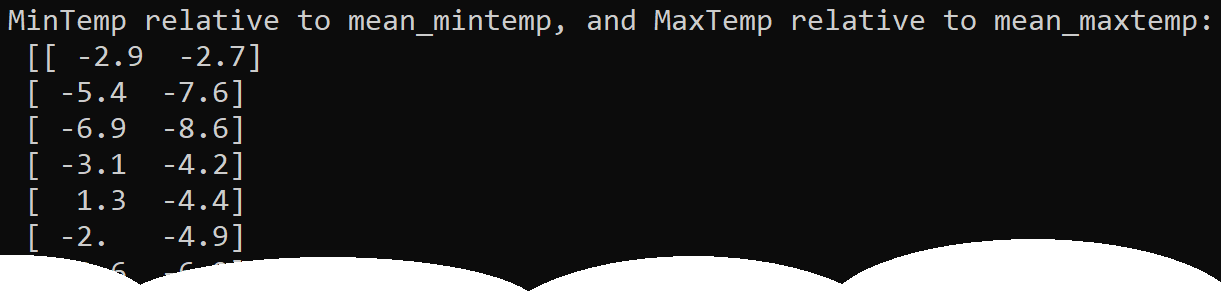 MinTemp relative to mean_mintemp, and MaxTemp relative to mean_maxtemp:
[[ -2.9 -2.7]
[ -5.4 -7.6]
[ -6.9 -8.6]
[ -3.1 -4.2]
[ 1.3 -4.4]
[ -2. -4.9]